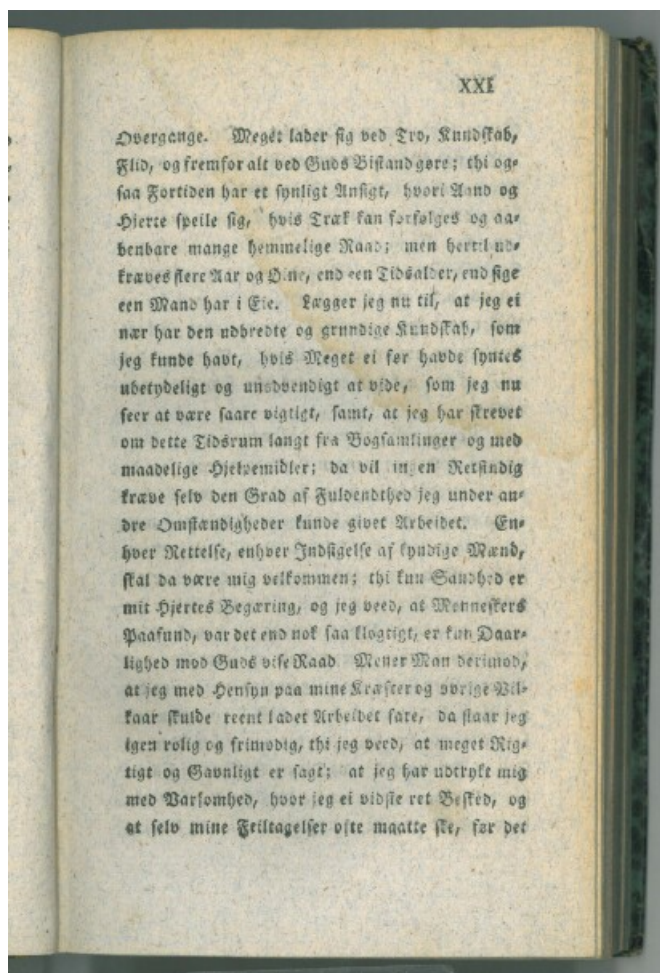 XXI
Overgange. Meget lader sig ved Tro, Kundskab,
Flid, og fremfor alt ved Guds Bistand gøre; thi og-
saa Fortiden har et synligt Ansigt, hvori Aand og
Hjerte speile sig, hvis Træk kan forfølges og aa-
benbare mange hemmelige Raad; men hertil ud-
kræves flere Aar og Øine, end een Tidsalder, end sige
een Mand har i Eie. Lægger jeg nu til, at jeg ei
nær har den udbredte og grundige Kundskab, som
jeg kunde havt, hvis Meget ei før havde syntes
ubetydeligt og unødvendigt at vide, som jeg nu
seer at være saare vigtigt, samt, at jeg har skrevet
om dette Tidsrum langt fra Bogsamlinger og med
maadelige Hjelpemidler; da vil ingen Retsindig
kræve selv den Grad af Fuldendthed jeg under an-
dre Omstændigheder kunde givet Arbeidet. En-
hver Rettelse, enhver Indsigelse af kyndige Mænd,
skal da være mig velkommen; thi kun Sandhed er
mit Hjertes Begæring, og jeg veed, at Menneskers
Paafund, var det end nok saa kløgtigt, er kun Daar-
lighed mod Guds vise Raad. Mener Man derimod,
at jeg med Hensyn paa mine Kræfter og øvrige Vil-
kaar skulde reent ladet Arbeidet fare, da staar jeg
igen rolig og frimodig, thi jeg veed, at meget Rig-
tigt og Gavnligt er sagt; at jeg har udtrykt mig
med Varsomhed, hvor jeg ei vidste ret Besked, og
at selv mine Feiltagelser ofte maatte ske, før det